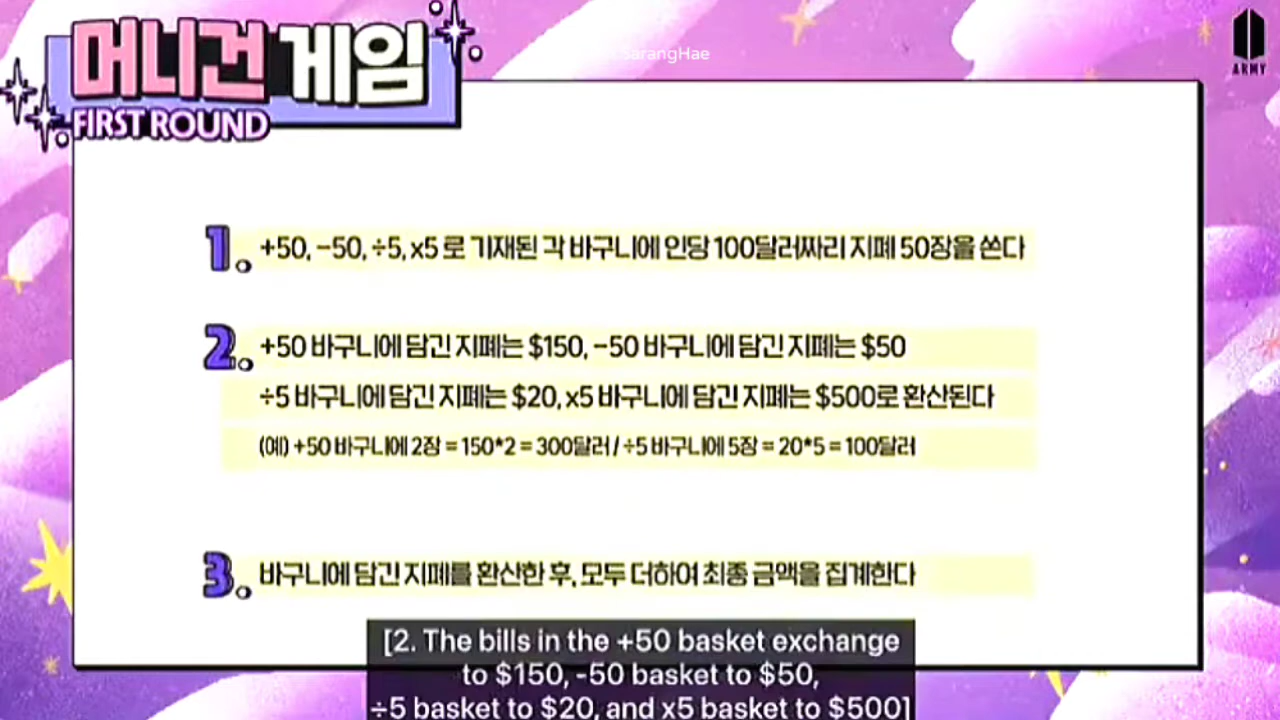 SarangHae
ARMY
머니건 게임
FIRST ROUND
1. +50, -50, ÷5, x5 로 기재된 각 바구니에 인당 100달러짜리 지폐 50장을 쏜다
2. +50 바구니에 담긴 지폐는 $150, -50 바구니에 담긴 지폐는 $50
÷5 바구니에 담긴 지폐는 $20, x5 바구니에 담긴 지폐는 $500로 환산된다
(예) +50 바구니에 2장 = 150*2 = 300달러 / ÷5 바구니에 5장 = 20*5 = 100달러
3. 바구니에 담긴 지폐를 환산한 후, 모두 더하여 최종 금액을 집계한다
[2. The bills in the +50 basket exchange
to $150, -50 basket to $50,
÷5 basket to $20, and x5 basket to $500]